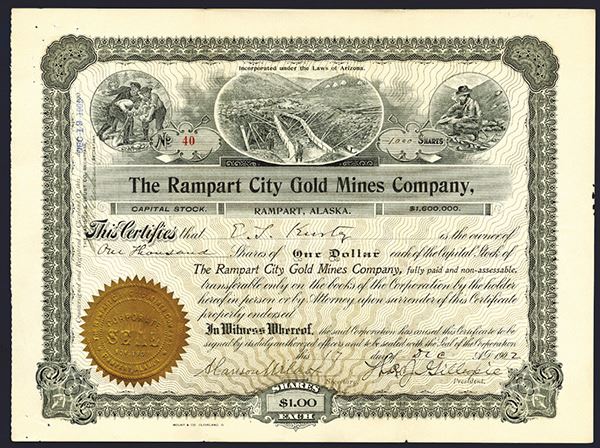 Incorporated under the Laws of Arizona.
No 40
1,000 SHARES
The Rampart City Gold Mines Company,
CAPITAL STOCK.
RAMPART, ALASKA.
$1,600,000.
This Certifies that E. L. is the owner of
One Thousand Shares of One Dollar each of the Capital Stock of
The Rampart City Gold Mines Company, fully paid and non-assessable,
transferable only on the books of the Corporation by the holder
hereof in person or by Attorney upon surrender of this Certificate
properly endorsed.
In Witness Whereof, the said Corporation has caused this Certificate to be
signed by its duly authorized officers and to be sealed with the Seal of the Corporation
this 17 day of Dec 1902
Gillespie
Secretary.
President.
SEAL
SHARES
$1.00
EACH